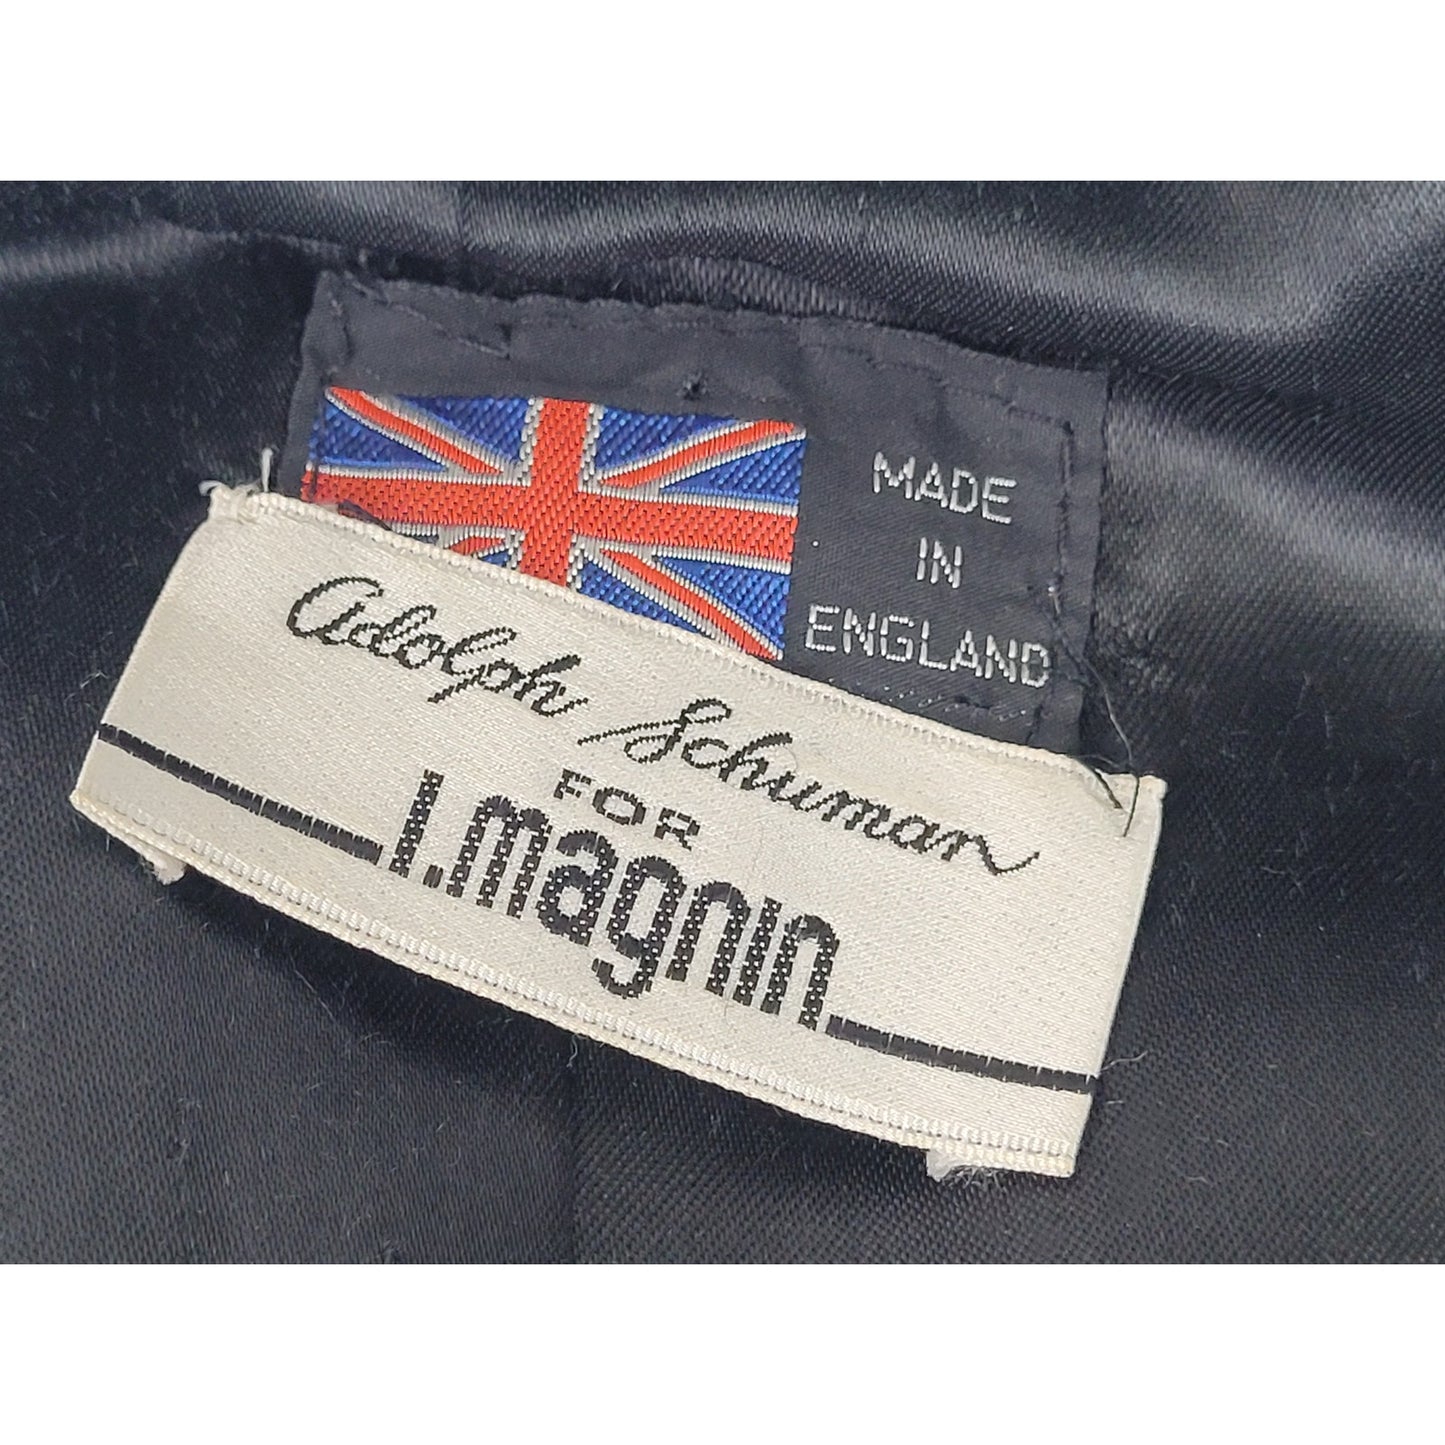 MADE
IN
ENGLAND
Adolph Schuman
FOR
I. magnin